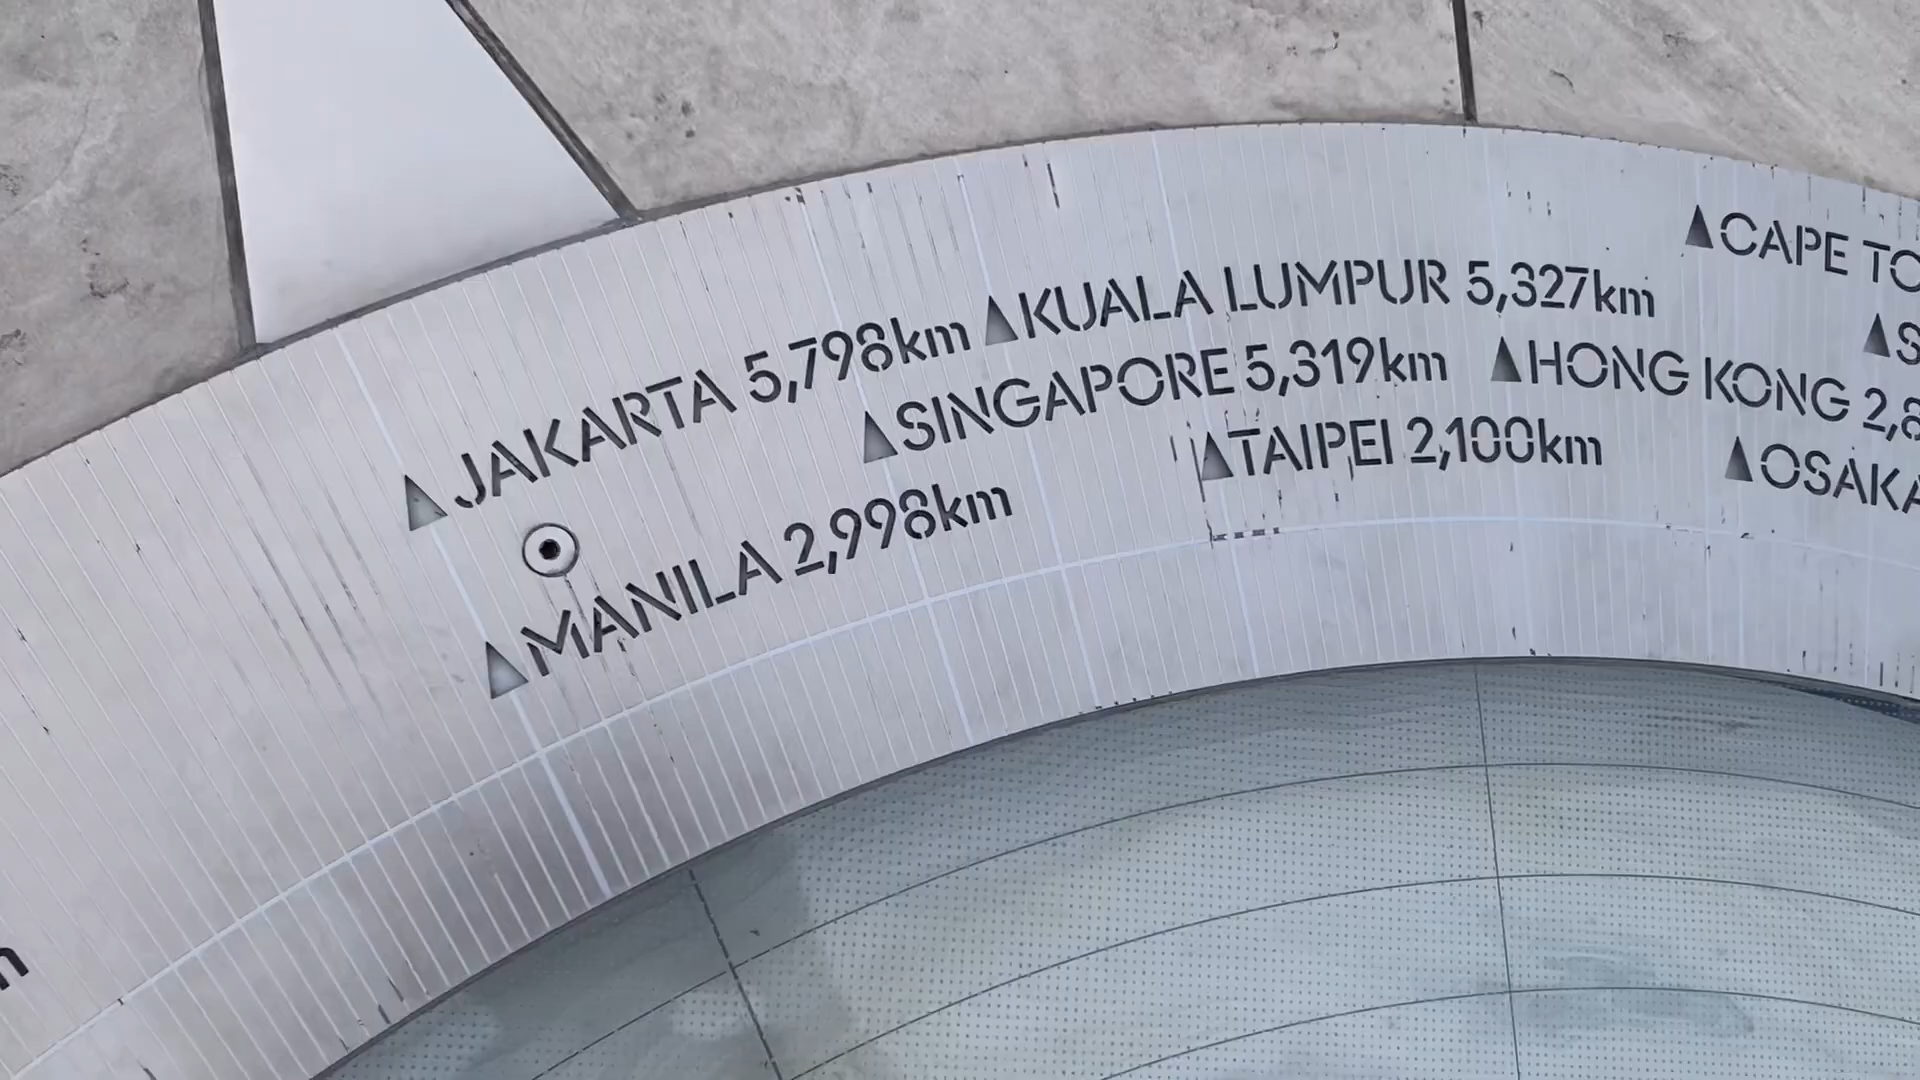 ▲JAKARTA 5,798km
▲KUALA LUMPUR 5,327km
▲CAPE TO
▲SINGAPORE 5,319km
▲HONG KONG 2,8
▲S
▲MANILA 2,998km
▲TAIPEI 2,100km
▲OSAKA
m